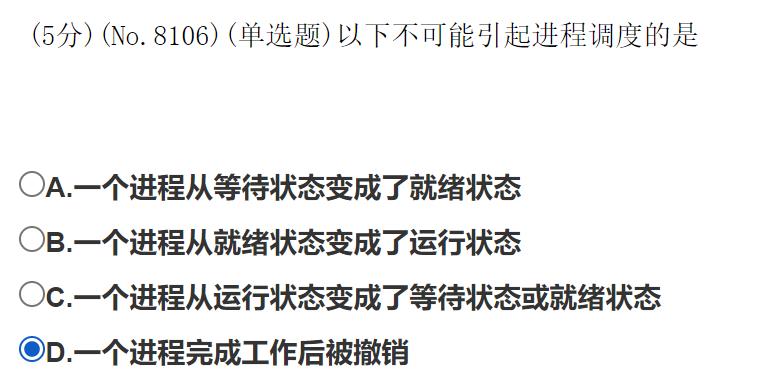 (5分)(No.8106)(单选题)以下不可能引起进程调度的是
A.一个进程从等待状态变成了就绪状态
B.一个进程从就绪状态变成了运行状态
C.一个进程从运行状态变成了等待状态或就绪状态
D.一个进程完成工作后被撤销